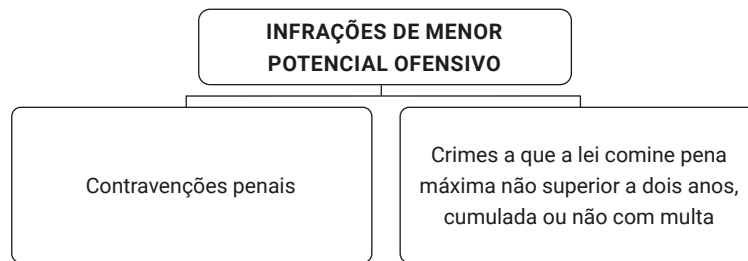 INFRAÇÕES DE MENOR
POTENCIAL OFENSIVO
Contravenções penais
Crimes a que a lei comine pena
máxima não superior a dois anos,
cumulada ou não com multa